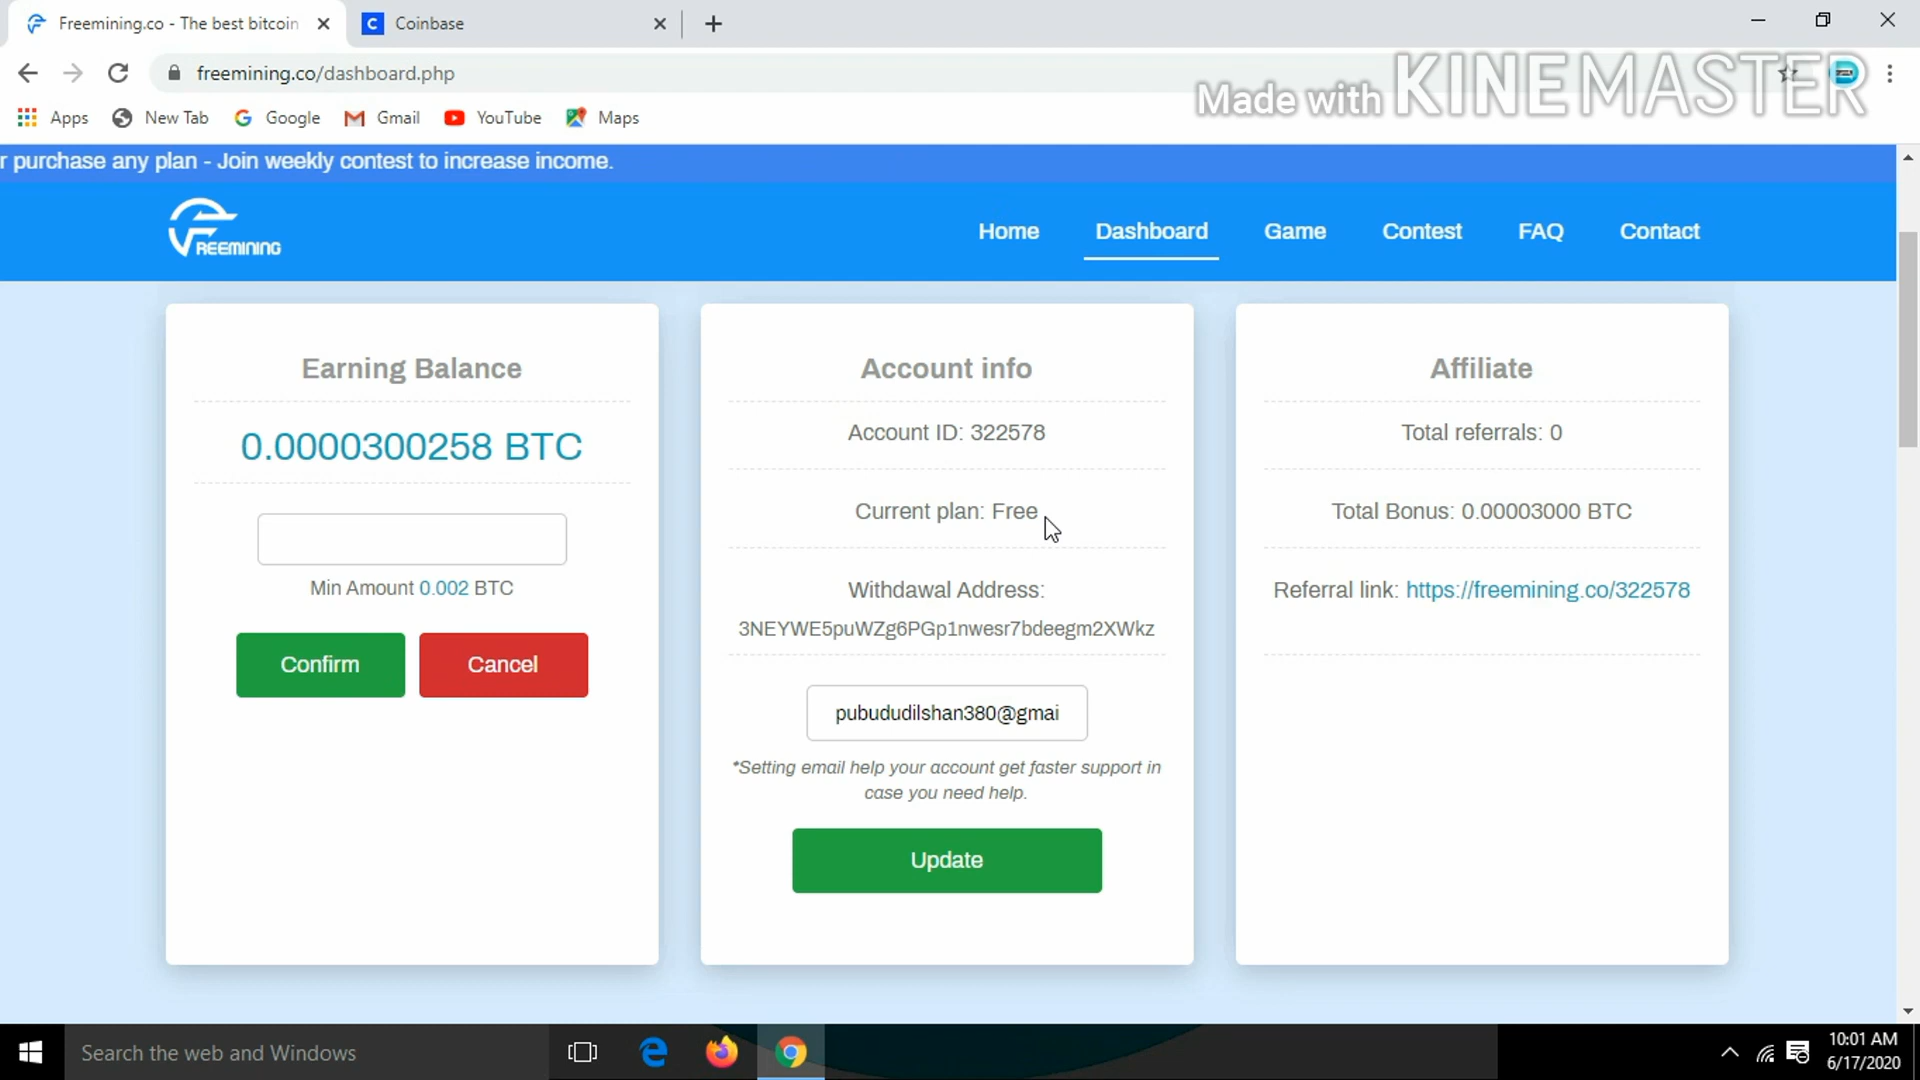 Freemining.co - The best bitcoin
Coinbase
freemining.co/dashboard.php
Made with KINEMASTER
Apps New Tab Google Gmail YouTube Maps
r purchase any plan - Join weekly contest to increase income.
FREEMINING
Home Dashboard Game Contest FAQ Contact
Earning Balance
0.0000300258 BTC
Min Amount 0.002 BTC
Confirm Cancel
Account info
Account ID: 322578
Current plan: Free
Withdawal Address:
3NEYWE5puWZg6PGp1nwesr7bdeegm2XWkz
pubududilshan380@gmai
*Setting email help your account get faster support in
case you need help.
Update
Affiliate
Total referrals: 0
Total Bonus: 0.00003000 BTC
Referral link: https://freemining.co/322578
Search the web and Windows
10:01 AM
6/17/2020